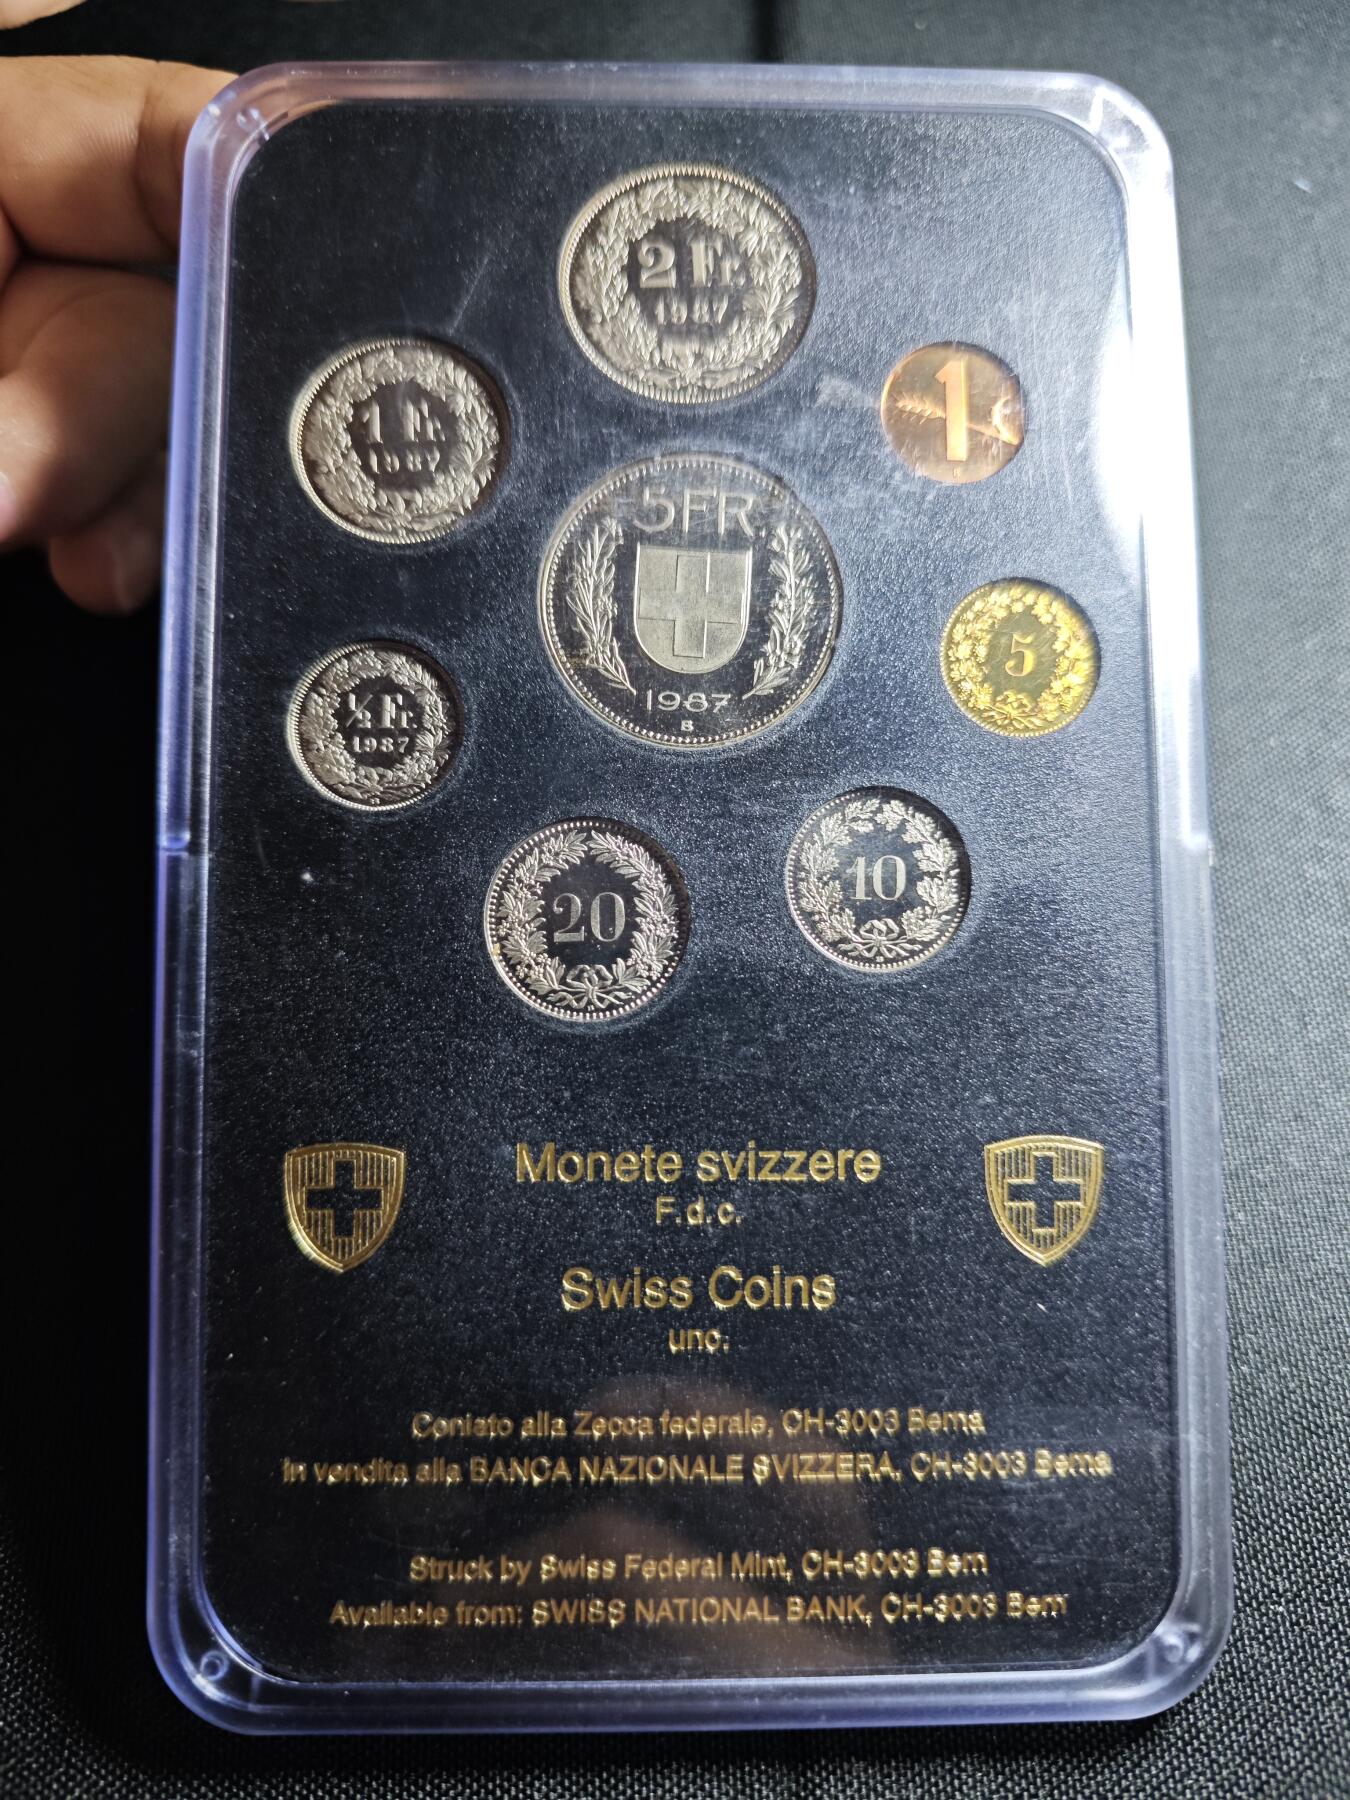 2 Fr.
1987
1 Fr.
1987
1
B
5FR
1987
B
5
½ Fr.
1987
B
10
20
B
Monete svizzere
F.d.c.
Swiss Coins
unc.
Coniato alla Zecca federale, CH-3003 Berna
In vendita alla BANCA NAZIONALE SVIZZERA, CH-3003 Berna
Struck by Swiss Federal Mint, CH-3003 Bern
Available from: SWISS NATIONAL BANK, CH-3003 Bern